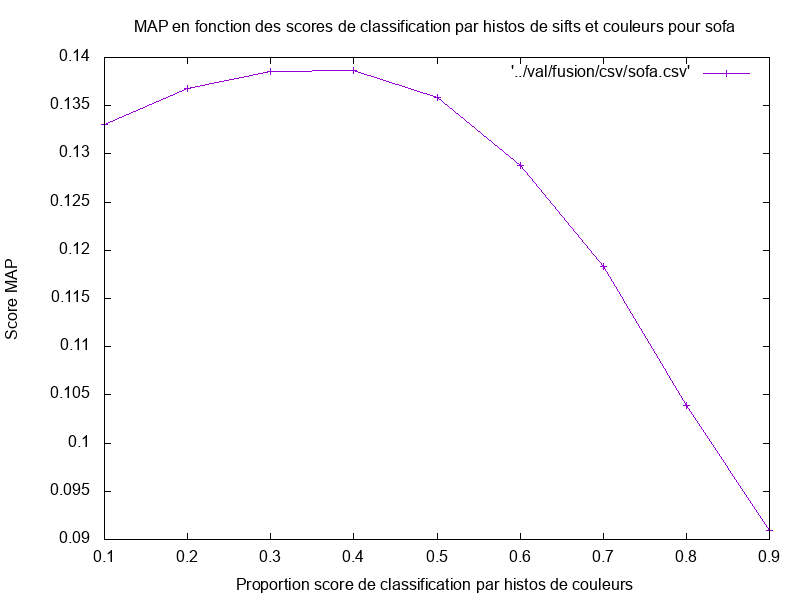 MAP en fonction des scores de classification par histos de sifts et couleurs pour sofa
0.14
0.135
0.13
0.125
0.12
0.115
0.11
0.105
0.1
0.095
0.09
Score MAP
'../val/fusion/csv/sofa.csv'
0.1 0.2 0.3 0.4 0.5 0.6 0.7 0.8 0.9
Proportion score de classification par histos de couleurs